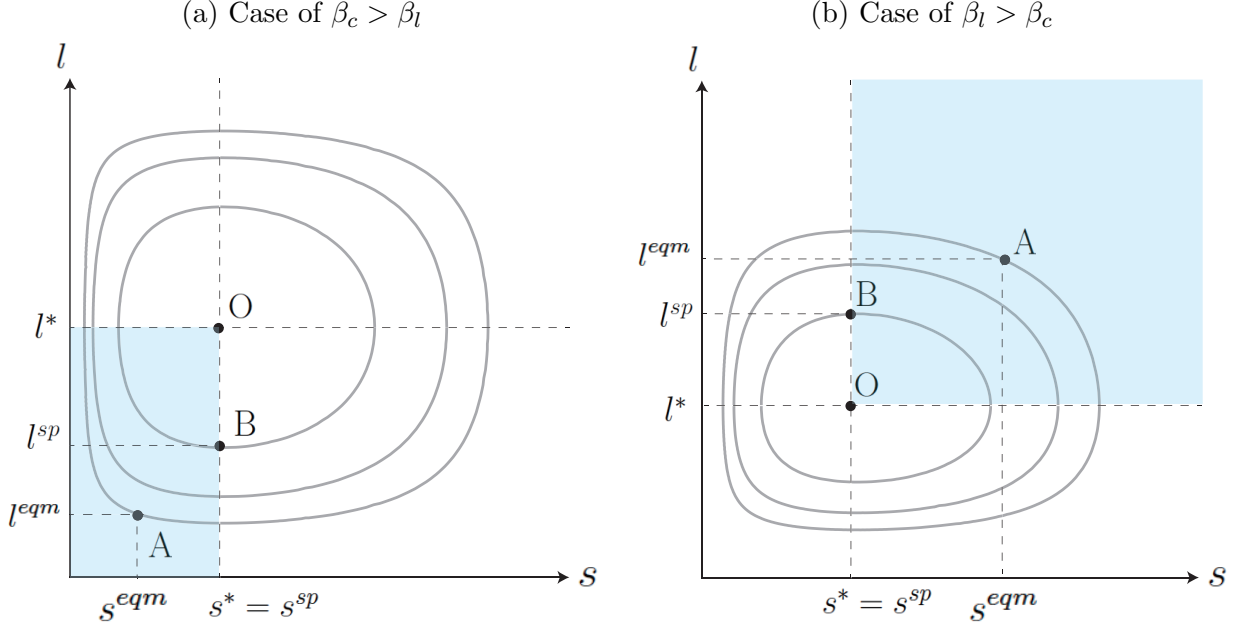 (a) Case of β_c > β_l
l
O
l*
B
l^{sp}
l^{eqm}
A
s
s^{eqm}
s* = s^{sp}
(b) Case of β_l > β_c
l
A
l^{eqm}
B
l^{sp}
O
l*
s
s* = s^{sp}
s^{eqm}